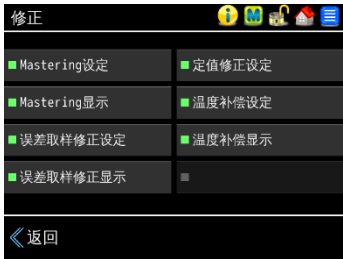 修正
i M
Mastering设定
定值修正设定
Mastering显示
温度补偿设定
误差取样修正设定
温度补偿显示
误差取样修正显示
返回